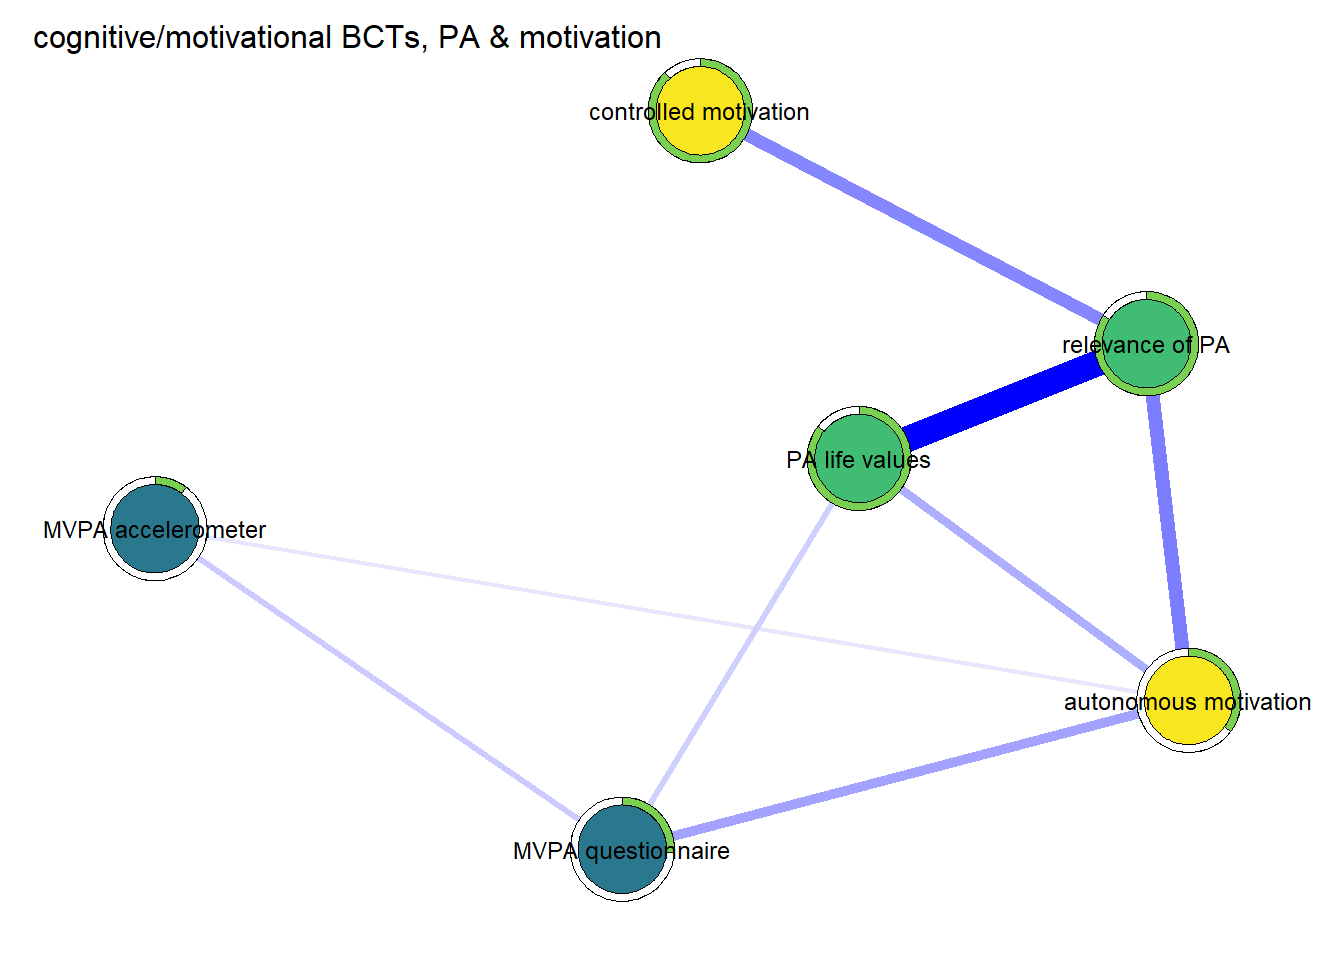 cognitive/motivational BCTs, PA & motivation
controlled motivation
relevance of PA
PA life values
MVPA accelerometer
autonomous motivation
MVPA questionnaire